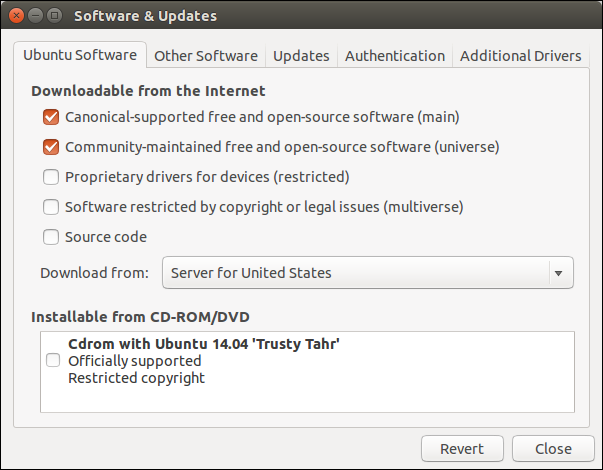 Software & Updates
Ubuntu Software Other Software Updates Authentication Additional Drivers
Downloadable from the Internet
Canonical-supported free and open-source software (main)
Community-maintained free and open-source software (universe)
Proprietary drivers for devices (restricted)
Software restricted by copyright or legal issues (multiverse)
Source code
Download from: Server for United States
Installable from CD-ROM/DVD
Cdrom with Ubuntu 14.04 'Trusty Tahr'
Officially supported
Restricted copyright
Revert Close